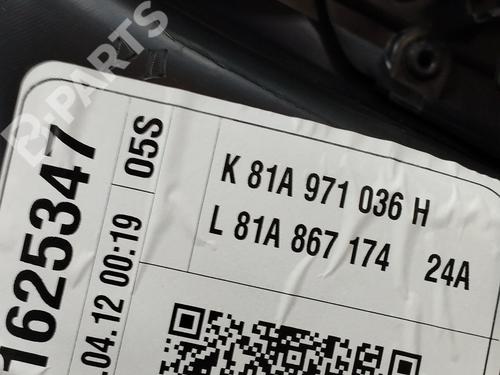 B-PARTS
K 81A 971 036 H
L 81A 867 174 24A
05S
.04.12 00:19
1625347